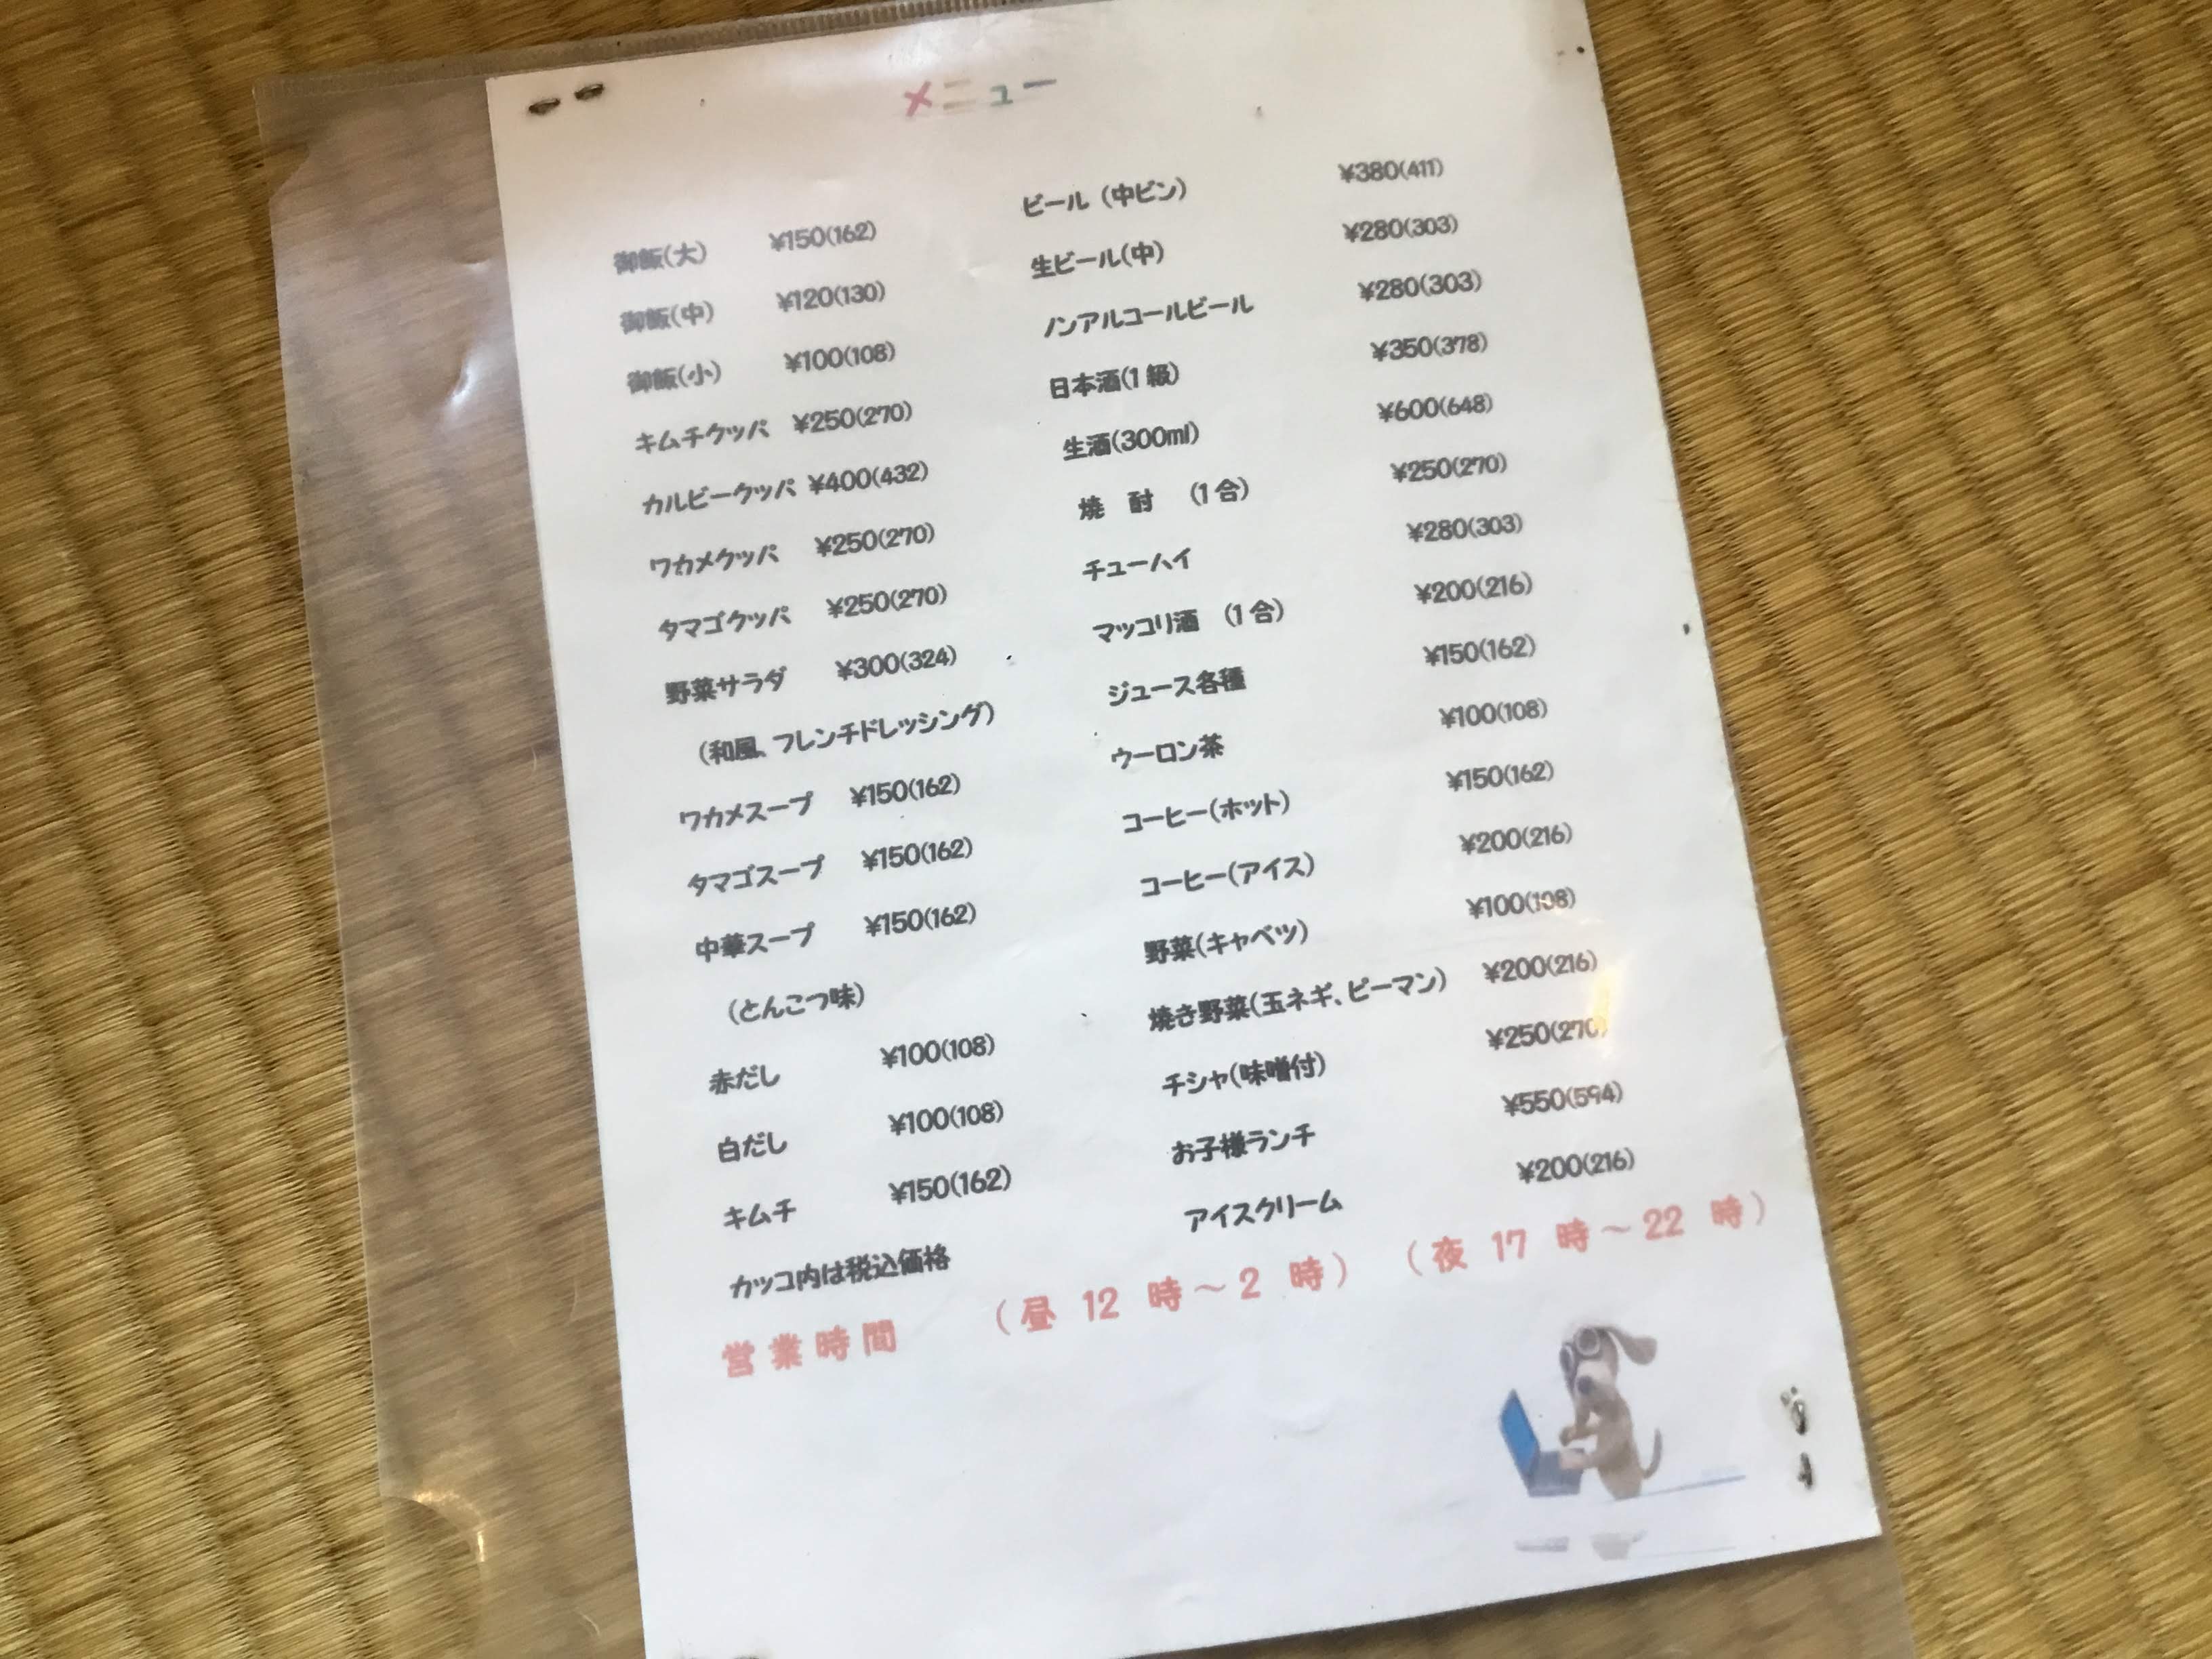 メニュー
御飯(大) ¥150(162)
御飯(中) ¥120(130)
御飯(小) ¥100(108)
キムチクッパ ¥250(270)
カルビークッパ ¥400(432)
ワカメクッパ ¥250(270)
タマゴクッパ ¥250(270)
野菜サラダ ¥300(324)
(和風、フレンチドレッシング)
ワカメスープ ¥150(162)
タマゴスープ ¥150(162)
中華スープ ¥150(162)
(とんこつ味)
赤だし ¥100(108)
白だし ¥100(108)
キムチ ¥150(162)
カッコ内は税込価格
ビール（中ビン） ¥380(411)
生ビール(中) ¥280(303)
ノンアルコールビール ¥280(303)
日本酒(1級) ¥350(378)
生酒(300ml) ¥600(648)
焼　酎　(1合) ¥250(270)
チューハイ ¥280(303)
マッコリ酒　(1合) ¥200(216)
ジュース各種 ¥150(162)
ウーロン茶 ¥100(108)
コーヒー(ホット) ¥150(162)
コーヒー(アイス) ¥200(216)
野菜(キャベツ) ¥100(108)
焼き野菜(玉ネギ、ピーマン) ¥200(216)
チシャ(味噌付) ¥250(270)
お子様ランチ ¥550(594)
アイスクリーム ¥200(216)
営業時間　（昼 12 時～2 時）（夜 17 時～22 時）